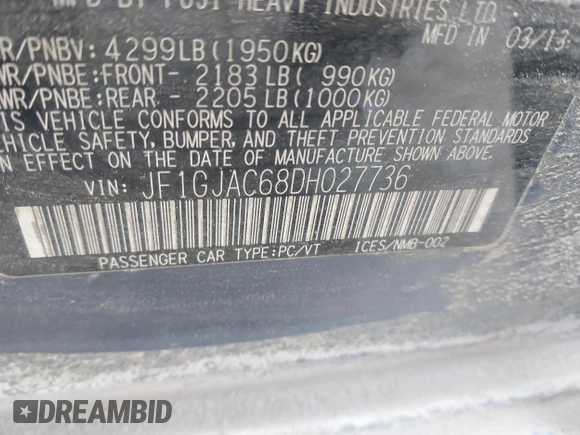 MFD BY FUJI HEAVY INDUSTRIES LTD.
R/PNBV: 4299LB(1950KG) MFD IN 03/13
WR/PNBE:FRONT- 2183LB( 990KG)
WR/PNBE:REAR- 2205LB(1000KG)
IS VEHICLE CONFORMS TO ALL APPLICABLE FEDERAL MOTOR
HICLE SAFETY, BUMPER, AND THEFT PREVENTION STANDARDS
N EFFECT ON THE DATE OF MANUFACTURE SHOWN ABOVE.
VIN: JF1GJAC68DH027736
PASSENGER CAR TYPE:PC/VT ICES/NMB-002
DREAMBID